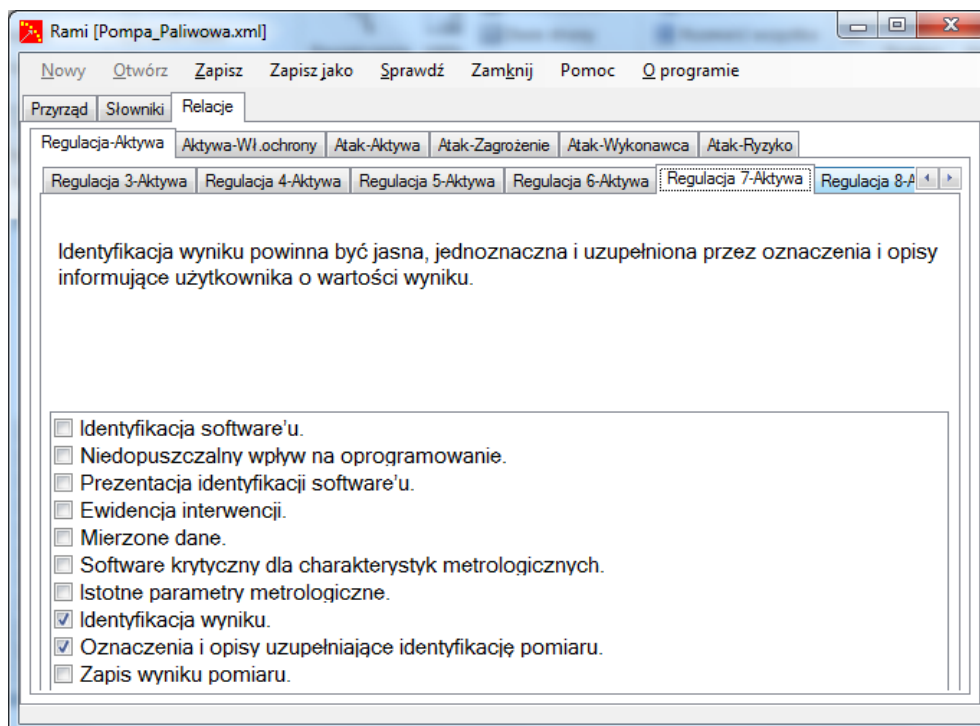 Rami [Pompa_Paliwowa.xml]
Nowy Otwórz Zapisz Zapisz jako Sprawdź Zamknij Pomoc O programie
Przyrząd Słowniki Relacje
Regulacja-Aktywa Aktywa-Wł.ochrony Atak-Aktywa Atak-Zagrożenie Atak-Wykonawca Atak-Ryzyko
Regulacja 3-Aktywa Regulacja 4-Aktywa Regulacja 5-Aktywa Regulacja 6-Aktywa Regulacja 7-Aktywa Regulacja 8-A
Identyfikacja wyniku powinna być jasna, jednoznaczna i uzupełniona przez oznaczenia i opisy
informujące użytkownika o wartości wyniku.
Identyfikacja software'u.
Niedopuszczalny wpływ na oprogramowanie.
Prezentacja identyfikacji software'u.
Ewidencja interwencji.
Mierzone dane.
Software krytyczny dla charakterystyk metrologicznych.
Istotne parametry metrologiczne.
Identyfikacja wyniku.
Oznaczenia i opisy uzupełniające identyfikację pomiaru.
Zapis wyniku pomiaru.